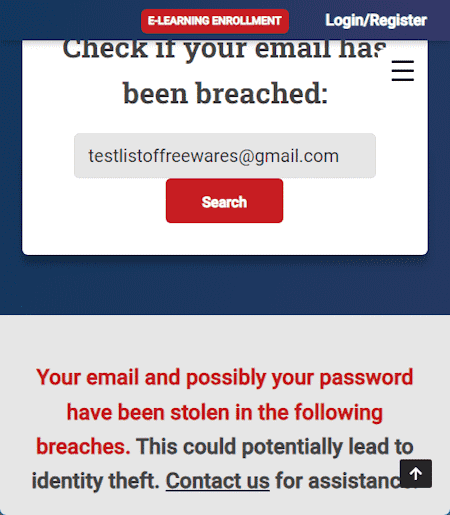 E-LEARNING ENROLLMENT Login/Register
Check if your email has
been breached:
testlistoffreewares@gmail.com
Search
Your email and possibly your password
have been stolen in the following
breaches. This could potentially lead to
identity theft. Contact us for assistance.